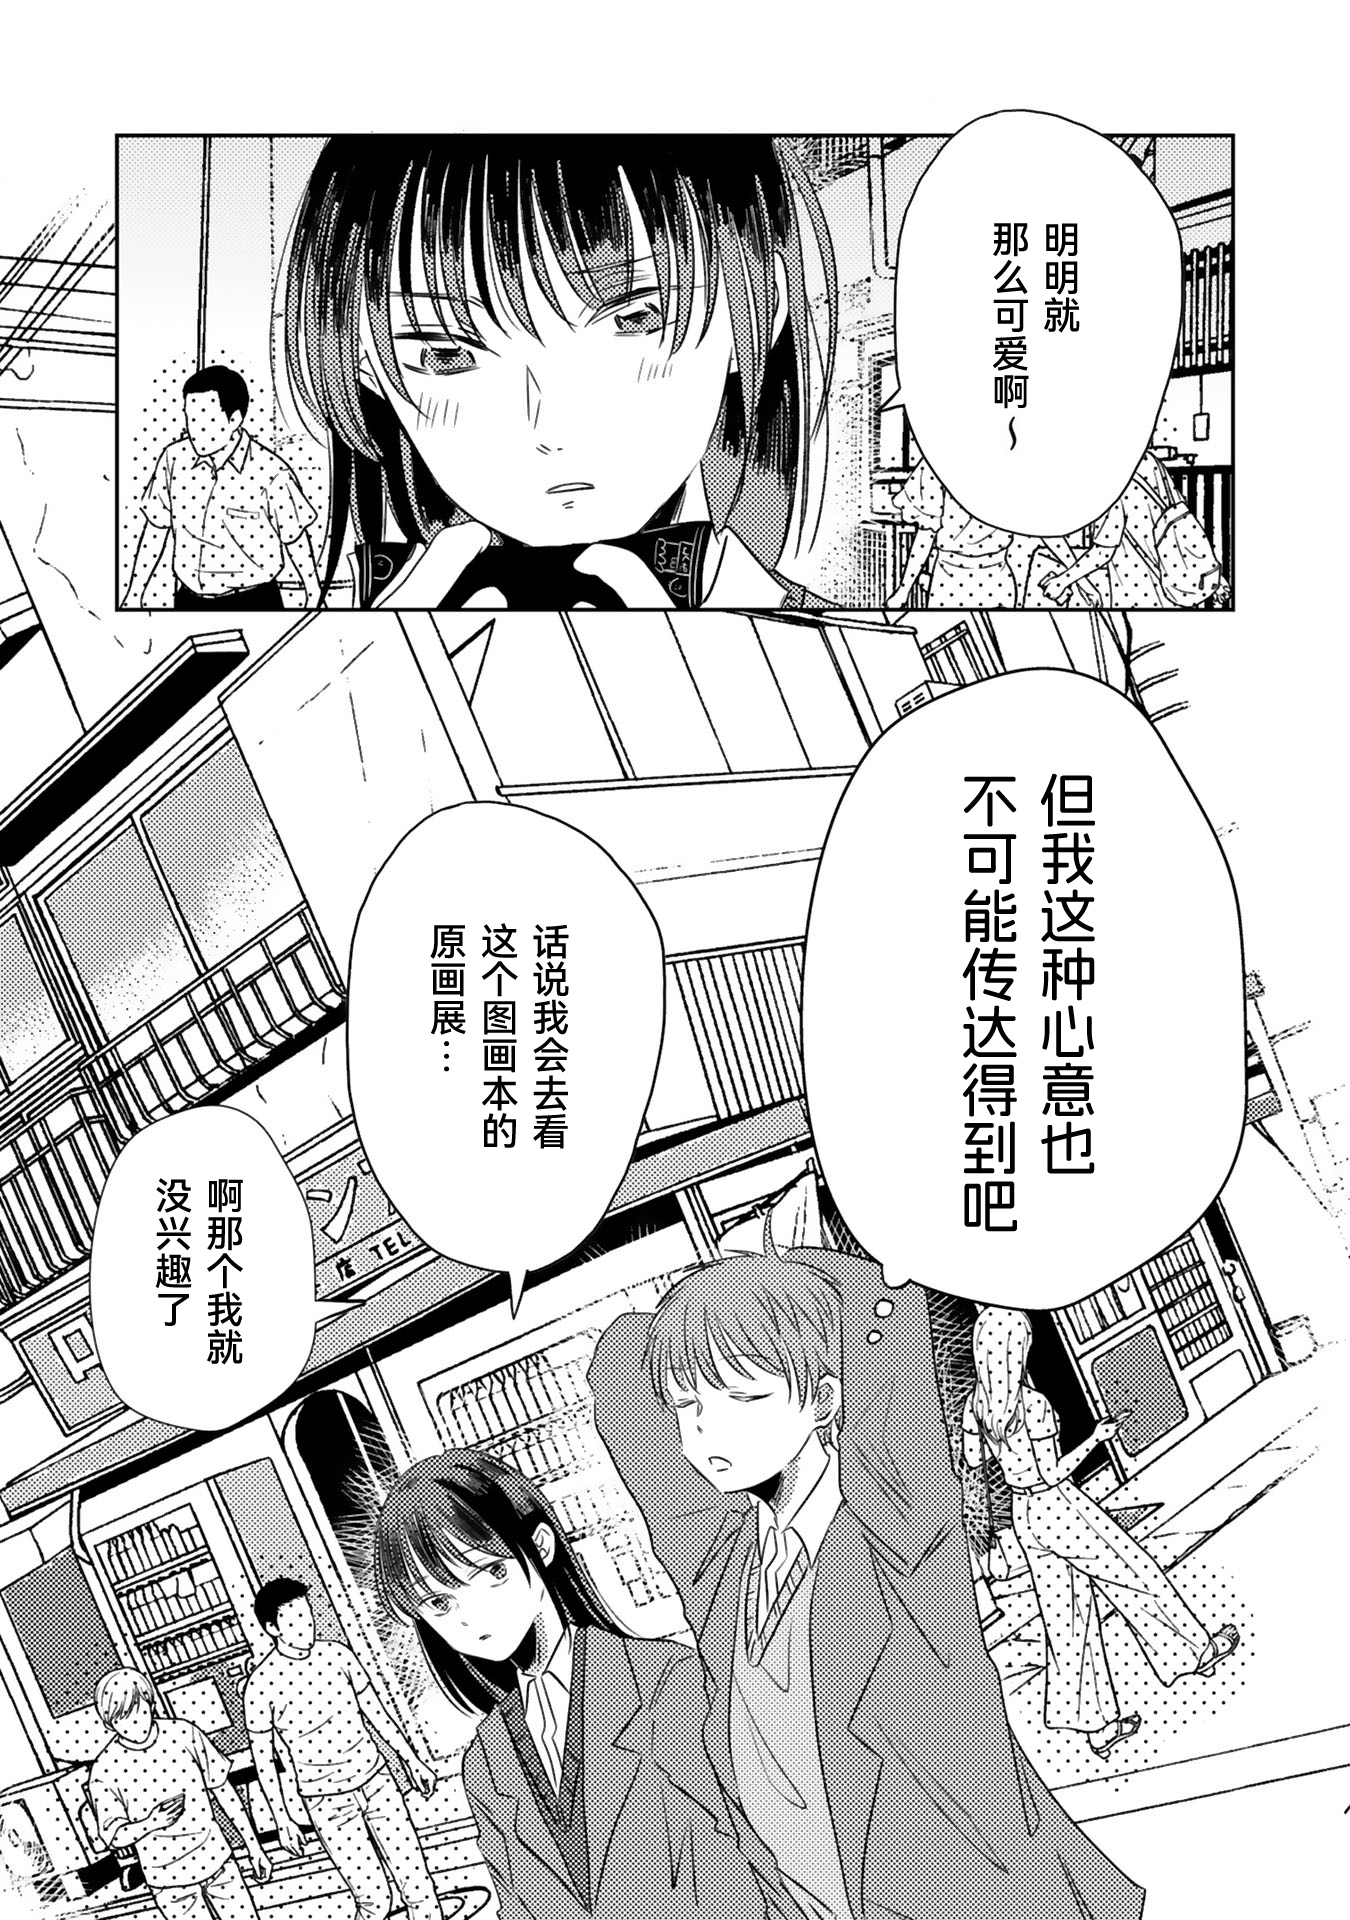 明明就
那么可爱啊～
但我这种心意也
不可能传达得到吧
话说我会去看
这个图画本的
原画展…
啊那个我就
没兴趣了
ン
店 TEL
P